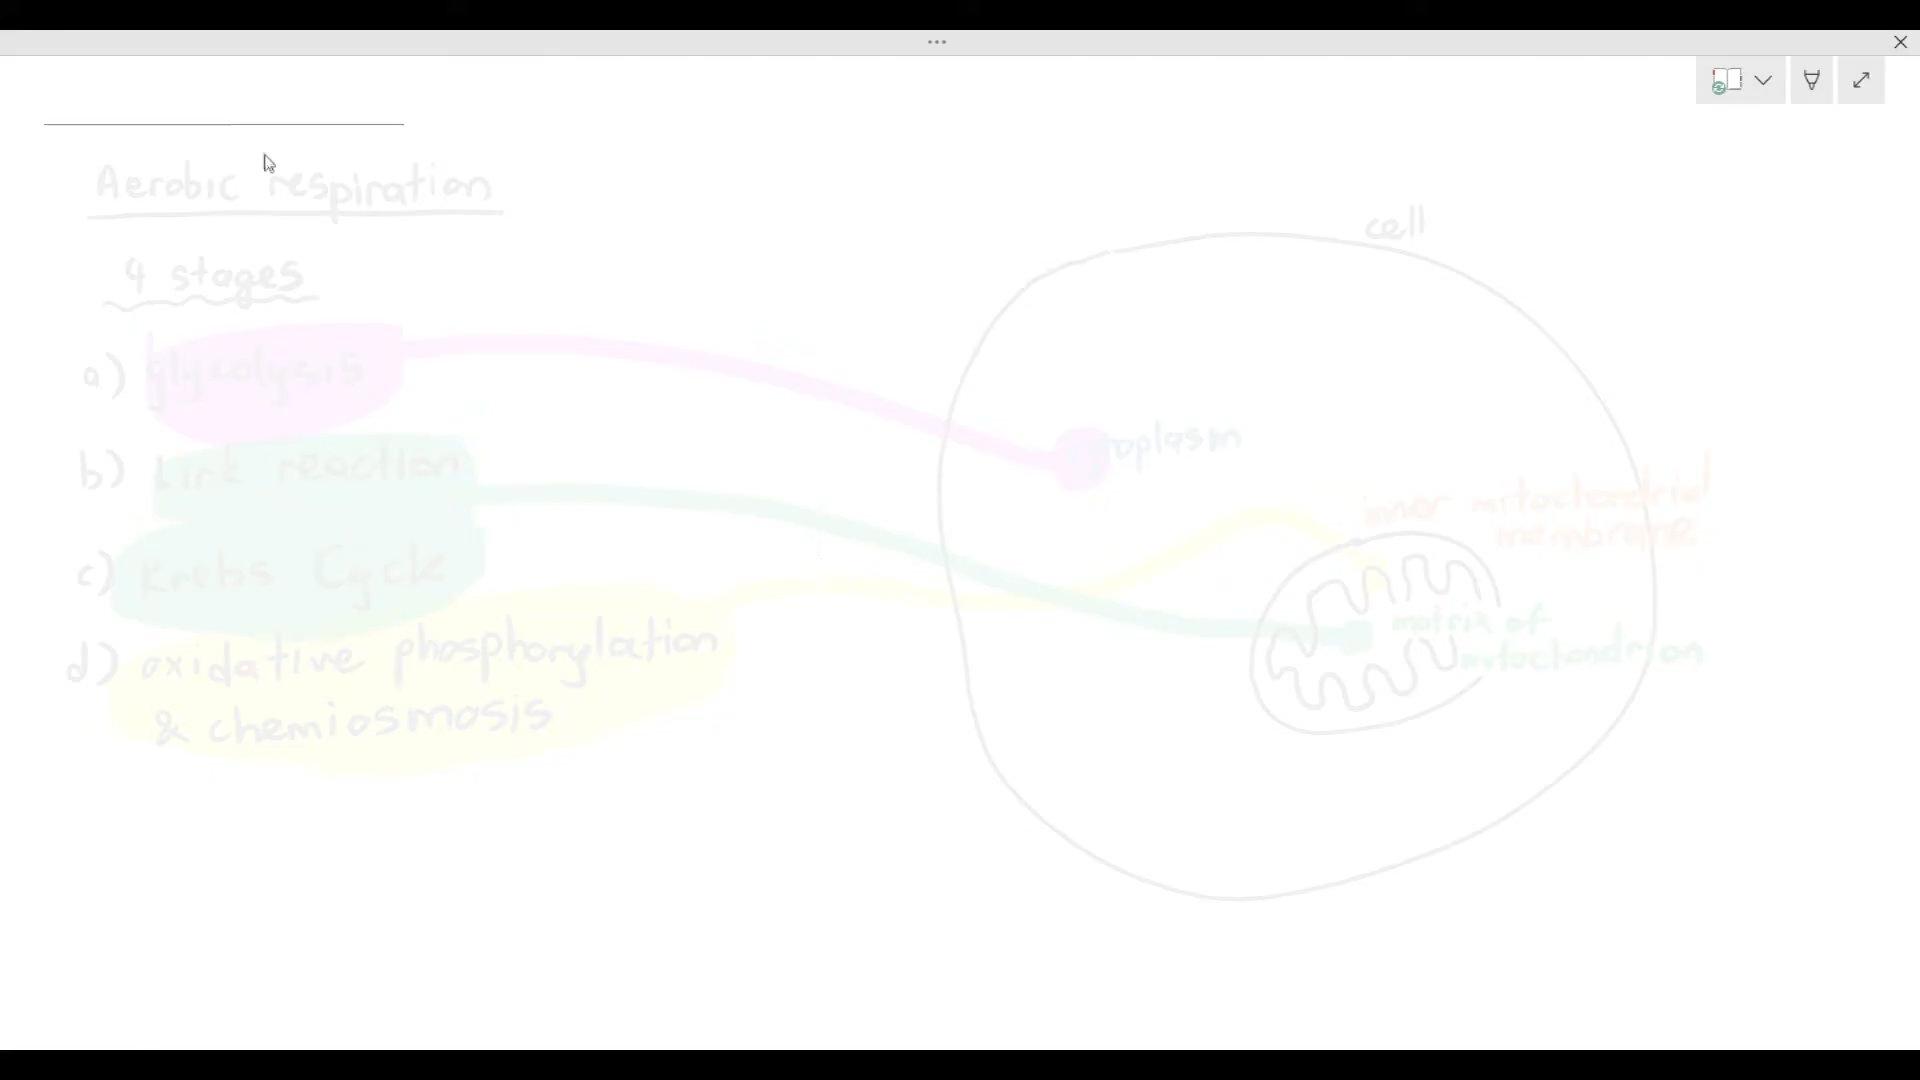 Aerobic respiration
cell
4 stages
a) glycolysis
cytoplasm
b) Link reaction
inner mitochondrial
membrane
c) Krebs Cycle
matrix of
mitochondrion
d) oxidative phosphorylation
& chemiosmosis